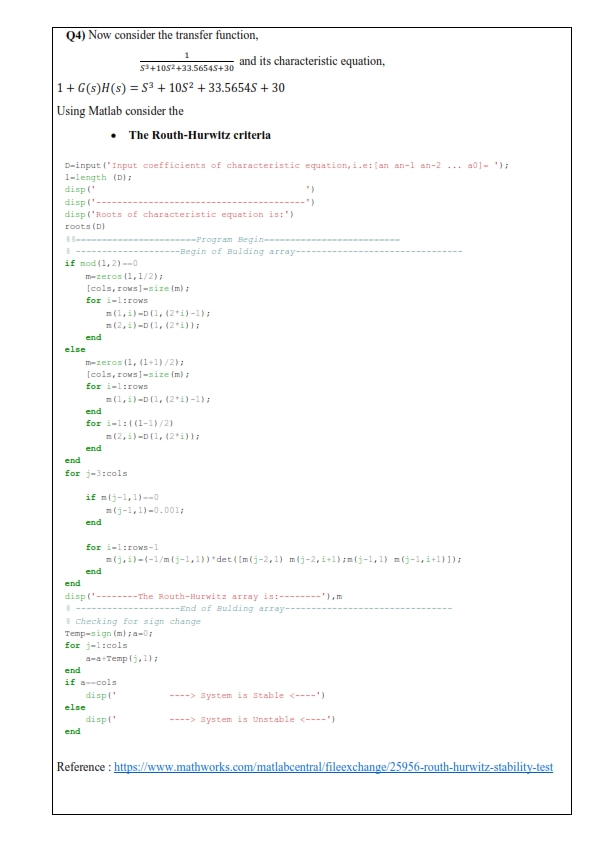 Q4) Now consider the transfer function,
1
S³+10S²+33.5654S+30 and its characteristic equation,
1 + G(s)H(s) = S³ + 10S² + 33.5654S + 30
Using Matlab consider the
• The Routh-Hurwitz criteria
D=input('Input coefficients of characteristic equation,i.e:[an an-1 an-2 ... a0]= ');
l=length (D);
disp(' ')
disp('----------------------------------------')
disp('Roots of characteristic equation is:')
roots(D)
%%=======================Program Begin==========================
% --------------------Begin of Bulding array--------------------------------
if mod(l,2)==0
m=zeros(l,l/2);
[cols,rows]=size(m);
for i=1:rows
m(1,i)=D(1,(2*i)-1);
m(2,i)=D(1,(2*i));
end
else
m=zeros(l,(l+1)/2);
[cols,rows]=size(m);
for i=1:rows
m(1,i)=D(1,(2*i)-1);
end
for i=1:((l-1)/2)
m(2,i)=D(1,(2*i));
end
end
for j=3:cols
if m(j-1,1)==0
m(j-1,1)=0.001;
end
for i=1:rows-1
m(j,i)=(-1/m(j-1,1))*det([m(j-2,1) m(j-2,i+1);m(j-1,1) m(j-1,i+1)]);
end
end
disp('--------The Routh-Hurwitz array is:--------'),m
% --------------------End of Bulding array--------------------------------
% Checking for sign change
Temp=sign(m);a=0;
for j=1:cols
a=a+Temp(j,1);
end
if a==cols
disp(' ----> System is Stable <----')
else
disp(' ----> System is Unstable <----')
end
Reference : https://www.mathworks.com/matlabcentral/fileexchange/25956-routh-hurwitz-stability-test